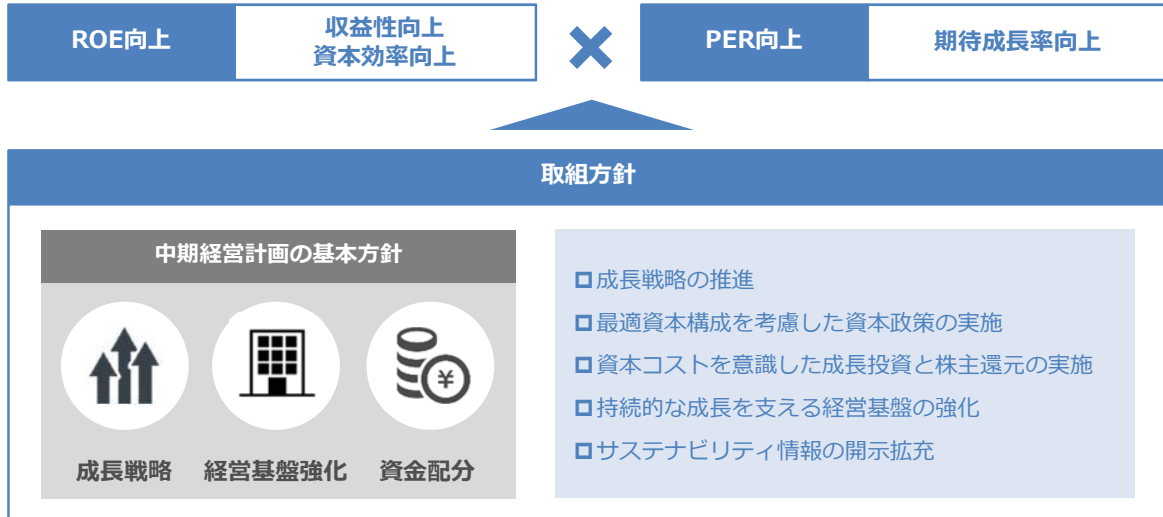 ROE向上
収益性向上
資本効率向上
PER向上
期待成長率向上
取組方針
中期経営計画の基本方針
成長戦略
経営基盤強化
資金配分
成長戦略の推進
最適資本構成を考慮した資本政策の実施
資本コストを意識した成長投資と株主還元の実施
持続的な成長を支える経営基盤の強化
サステナビリティ情報の開示拡充